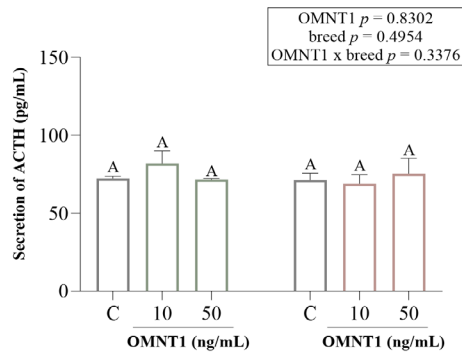 OMNT1 p = 0.8302
breed p = 0.4954
OMNT1 x breed p = 0.3376
Secretion of ACTH (pg/mL)
150
100
50
0
A A A A A A
C 10 50 C 10 50
OMNT1 (ng/mL) OMNT1 (ng/mL)